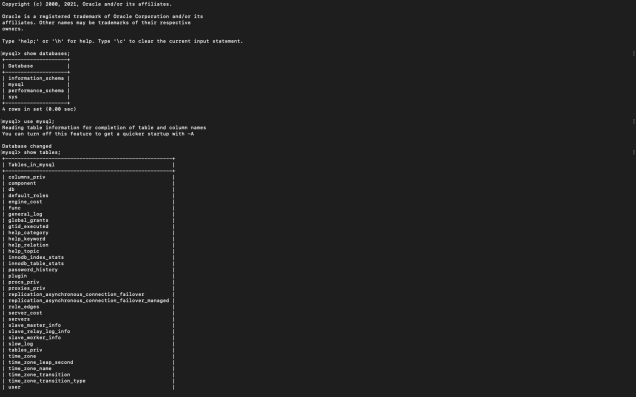 Copyright (c) 2000, 2021, Oracle and/or its affiliates.
Oracle is a registered trademark of Oracle Corporation and/or its
affiliates. Other names may be trademarks of their respective
owners.
Type 'help;' or '\h' for help. Type '\c' to clear the current input statement.
mysql> show databases;
+--------------------+
| Database           |
+--------------------+
| information_schema |
| mysql              |
| performance_schema |
| sys                |
+--------------------+
4 rows in set (0.00 sec)
mysql> use mysql;
Reading table information for completion of table and column names
You can turn off this feature to get a quicker startup with -A
Database changed
mysql> show tables;
+------------------------------------------------------+
| Tables_in_mysql                                      |
+------------------------------------------------------+
| columns_priv                                         |
| component                                            |
| db                                                   |
| default_roles                                        |
| engine_cost                                          |
| func                                                 |
| general_log                                          |
| global_grants                                        |
| gtid_executed                                        |
| help_category                                        |
| help_keyword                                         |
| help_relation                                        |
| help_topic                                           |
| innodb_index_stats                                   |
| innodb_table_stats                                   |
| password_history                                     |
| plugin                                               |
| procs_priv                                           |
| proxies_priv                                         |
| replication_asynchronous_connection_failover         |
| replication_asynchronous_connection_failover_managed |
| role_edges                                           |
| server_cost                                          |
| servers                                              |
| slave_master_info                                    |
| slave_relay_log_info                                 |
| slave_worker_info                                    |
| slow_log                                             |
| tables_priv                                          |
| time_zone                                            |
| time_zone_leap_second                                |
| time_zone_name                                       |
| time_zone_transition                                 |
| time_zone_transition_type                            |
| user                                                 |